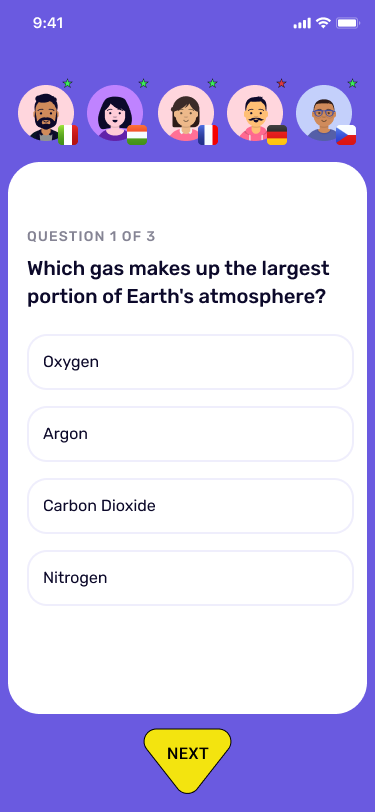 9:41
QUESTION 1 OF 3
Which gas makes up the largest
portion of Earth's atmosphere?
Oxygen
Argon
Carbon Dioxide
Nitrogen
NEXT